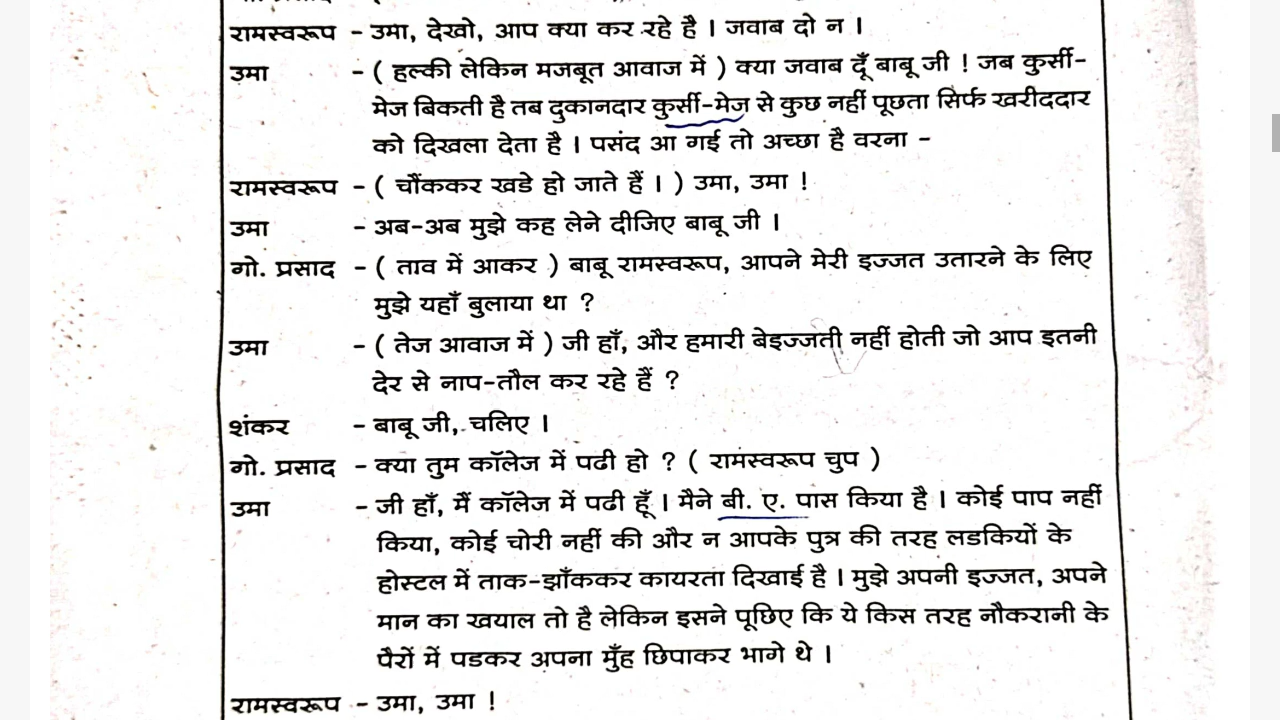 रामस्वरूप - उमा, देखो, आप क्या कर रहे है । जवाब दो न ।
उमा - ( हल्की लेकिन मजबूत आवाज में ) क्या जवाब दूँ बाबू जी ! जब कुर्सी-
मेज बिकती है तब दुकानदार कुर्सी-मेज से कुछ नहीं पूछता सिर्फ खरीददार
को दिखला देता है । पसंद आ गई तो अच्छा है वरना -
रामस्वरूप - ( चौंककर खडे हो जाते हैं । ) उमा, उमा !
उमा - अब-अब मुझे कह लेने दीजिए बाबू जी ।
गो. प्रसाद - ( ताव में आकर ) बाबू रामस्वरूप, आपने मेरी इज्जत उतारने के लिए
मुझे यहाँ बुलाया था ?
उमा - ( तेज आवाज में ) जी हाँ, और हमारी बेइज्जती नहीं होती जो आप इतनी
देर से नाप-तौल कर रहे हैं ?
शंकर - बाबू जी, चलिए ।
गो. प्रसाद - क्या तुम कॉलेज में पढी हो ? ( रामस्वरूप चुप )
उमा - जी हाँ, मैं कॉलेज में पढी हूँ । मैने बी. ए. पास किया है । कोई पाप नहीं
किया, कोई चोरी नहीं की और न आपके पुत्र की तरह लडकियों के
होस्टल में ताक-झाँककर कायरता दिखाई है । मुझे अपनी इज्जत, अपने
मान का खयाल तो है लेकिन इसने पूछिए कि ये किस तरह नौकरानी के
पैरों में पडकर अपना मुँह छिपाकर भागे थे ।
रामस्वरूप - उमा, उमा !